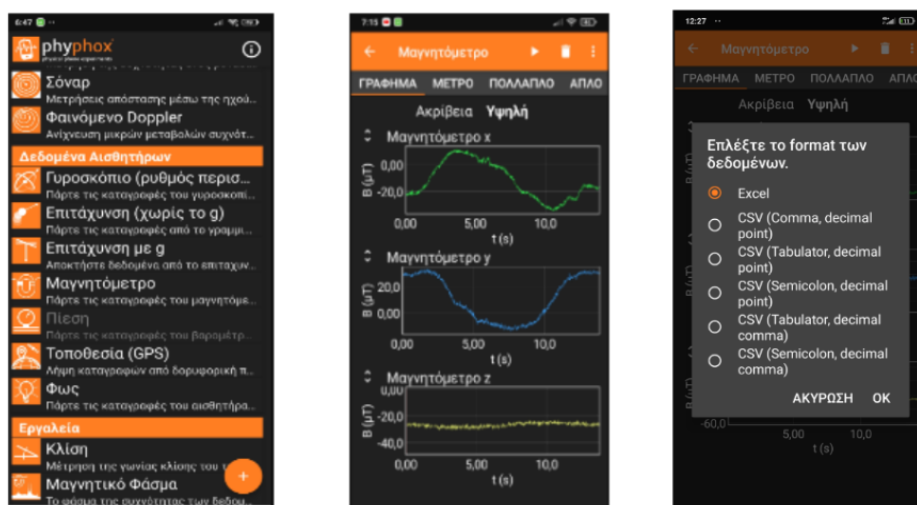 6:47
phyphox
physical phone experiments
Σόναρ
Μετρήσεις απόστασης μέσω της ηχού...
Φαινόμενο Doppler
Ανίχνευση μικρών μεταβολών συχνότ...
Δεδομένα Αισθητήρων
Γυροσκόπιο (ρυθμός περισ...
Πάρτε τις καταγραφές του γυροσκοπί...
Επιτάχυνση (χωρίς το g)
Πάρτε τις καταγραφές από το γραμμι...
Επιτάχυνση με g
Αποκτήστε δεδομένα από το επιταχυν...
Μαγνητόμετρο
Πάρτε τις καταγραφές του μαγνητόμε...
Πίεση
Πάρτε τις καταγραφές του βαρομέτρ...
Τοποθεσία (GPS)
Λήψη καταγραφών από δορυφορική π...
Φως
Πάρτε τις καταγραφές του αισθητήρα...
Εργαλεία
Κλίση
Μέτρηση της γωνίας κλίσης του
Μαγνητικό Φάσμα
Το φάσμα της συχνότητας των δεδομ...
+
7:15
Μαγνητόμετρο
ΓΡΑΦΗΜΑ ΜΕΤΡΟ ΠΟΛΛΑΠΛΟ ΑΠΛΟ
Ακρίβεια Υψηλή
Μαγνητόμετρο x
B (μT)
0,00
-20,0
0,00 5,00 10,0
t (s)
Μαγνητόμετρο y
B (μT)
20,0
0,00
0,00 5,00 10,0
t (s)
Μαγνητόμετρο z
B (μT)
0,00
-20,0
-40,0
0,00 5,00 10,0
t (s)
12:27
Μαγνητόμετρο
ΓΡΑΦΗΜΑ ΜΕΤΡΟ ΠΟΛΛΑΠΛΟ ΑΠΛΟ
Ακρίβεια Υψηλή
Επιλέξτε το format των
δεδομένων.
Excel
CSV (Comma, decimal
point)
CSV (Tabulator, decimal
point)
CSV (Semicolon, decimal
point)
CSV (Tabulator, decimal
comma)
CSV (Semicolon, decimal
comma)
ΑΚΥΡΩΣΗ OK
-60,0
5,00 10,0
t (s)